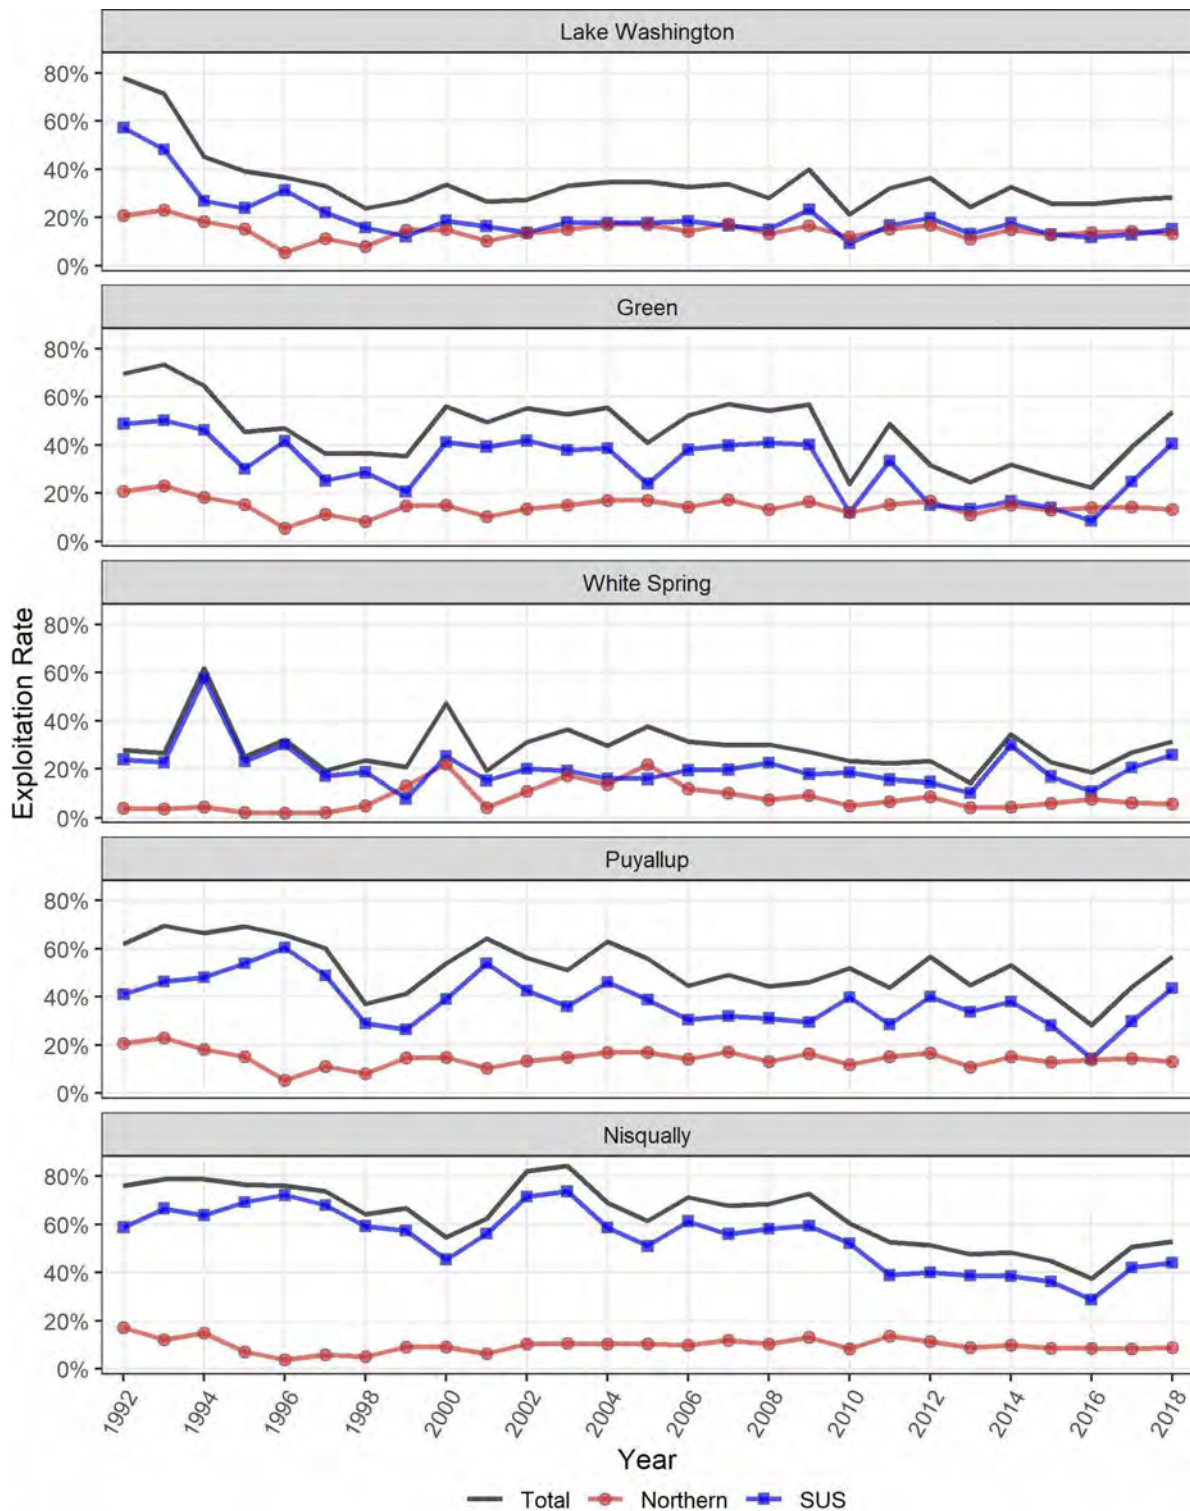 Lake Washington
80%
60%
40%
20%
0%
Green
80%
60%
40%
20%
0%
White Spring
80%
60%
40%
20%
0%
Puyallup
80%
60%
40%
20%
0%
Nisqually
80%
60%
40%
20%
0%
Exploitation Rate
1992 1994 1996 1998 2000 2002 2004 2006 2008 2010 2012 2014 2016 2018
Year
Total Northern SUS